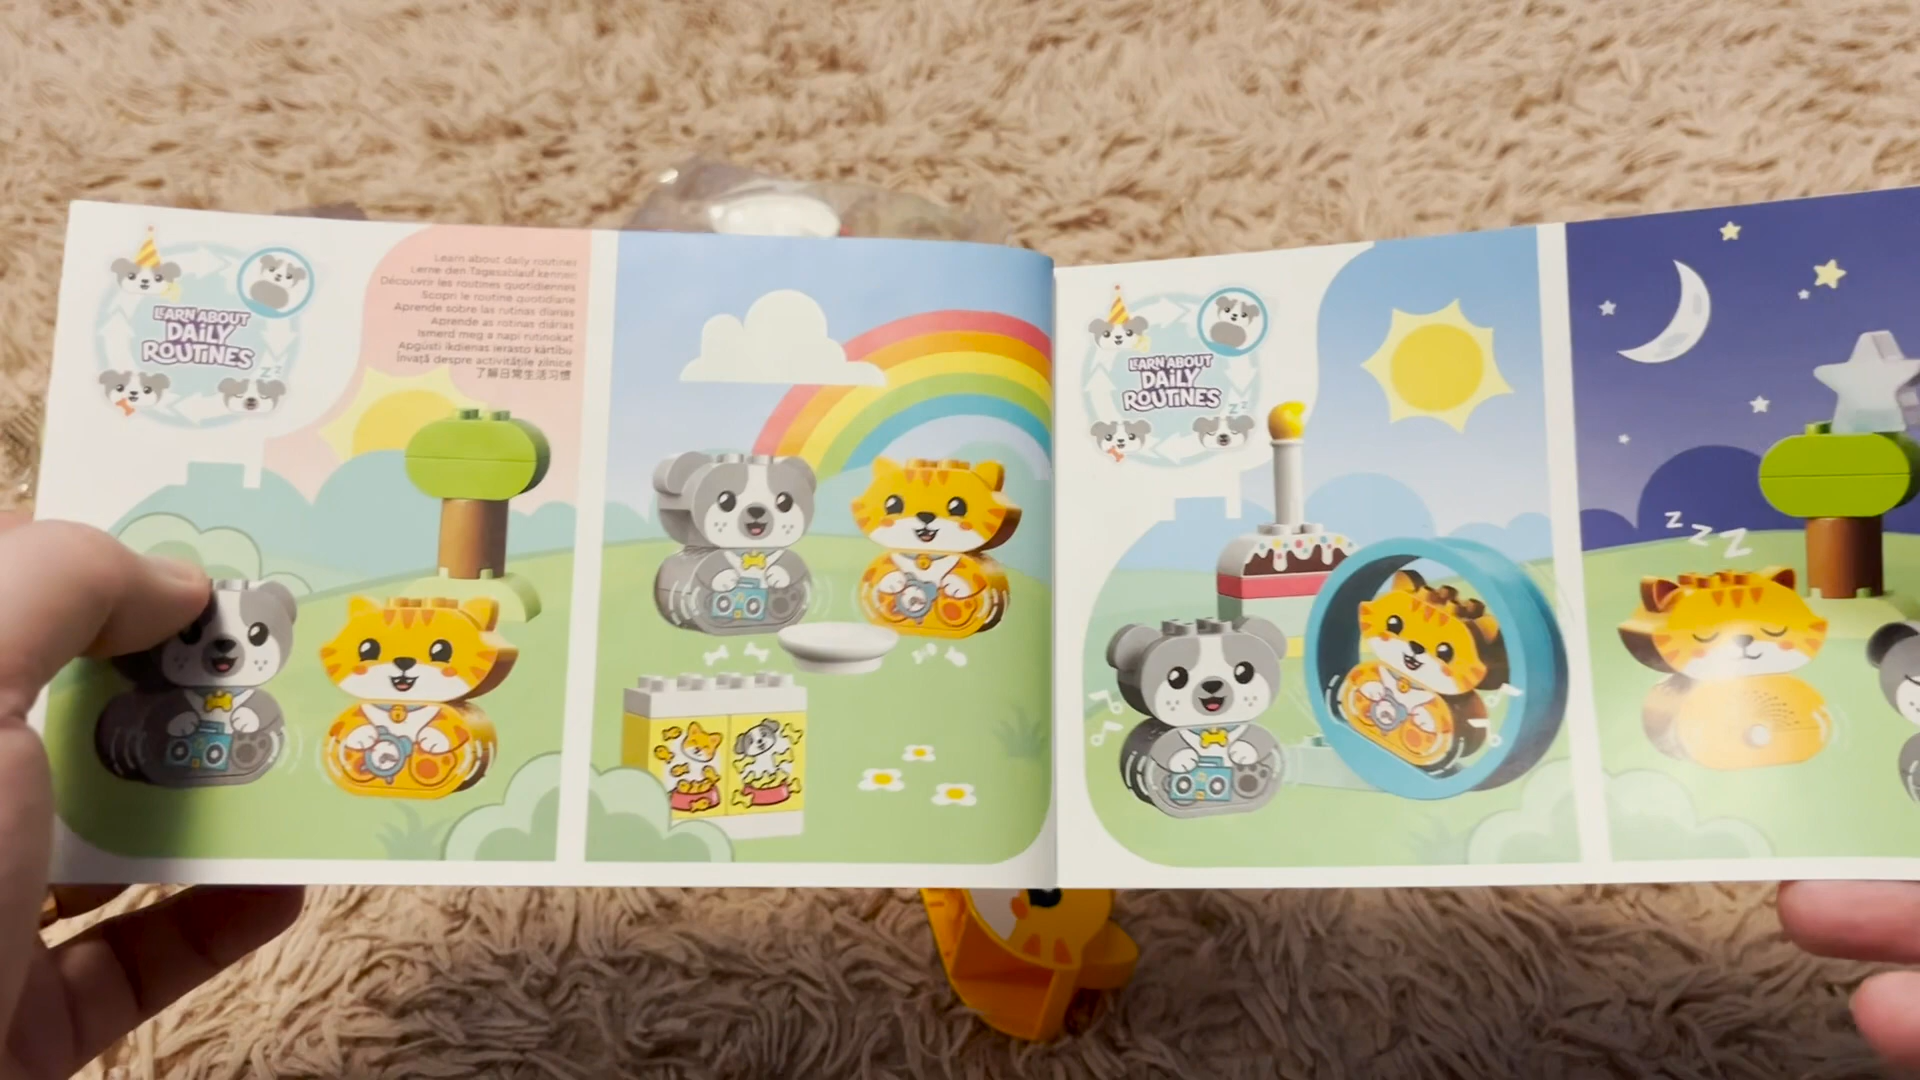 LEARN ABOUT
DAILY
ROUTINES
Z Z
Learn about daily routines
Lerne den Tagesablauf kennen
Découvrir les routines quotidiennes
Scopri le routine quotidiane
Aprende sobre las rutinas diarias
Aprende as rotinas diárias
Ismerd meg a napi rutinokat
Apgūsti ikdienas ierasto kārtību
Învață despre activitățile zilnice
了解日常生活习惯
LEARN ABOUT
DAILY
ROUTINES
Z Z
Z Z Z